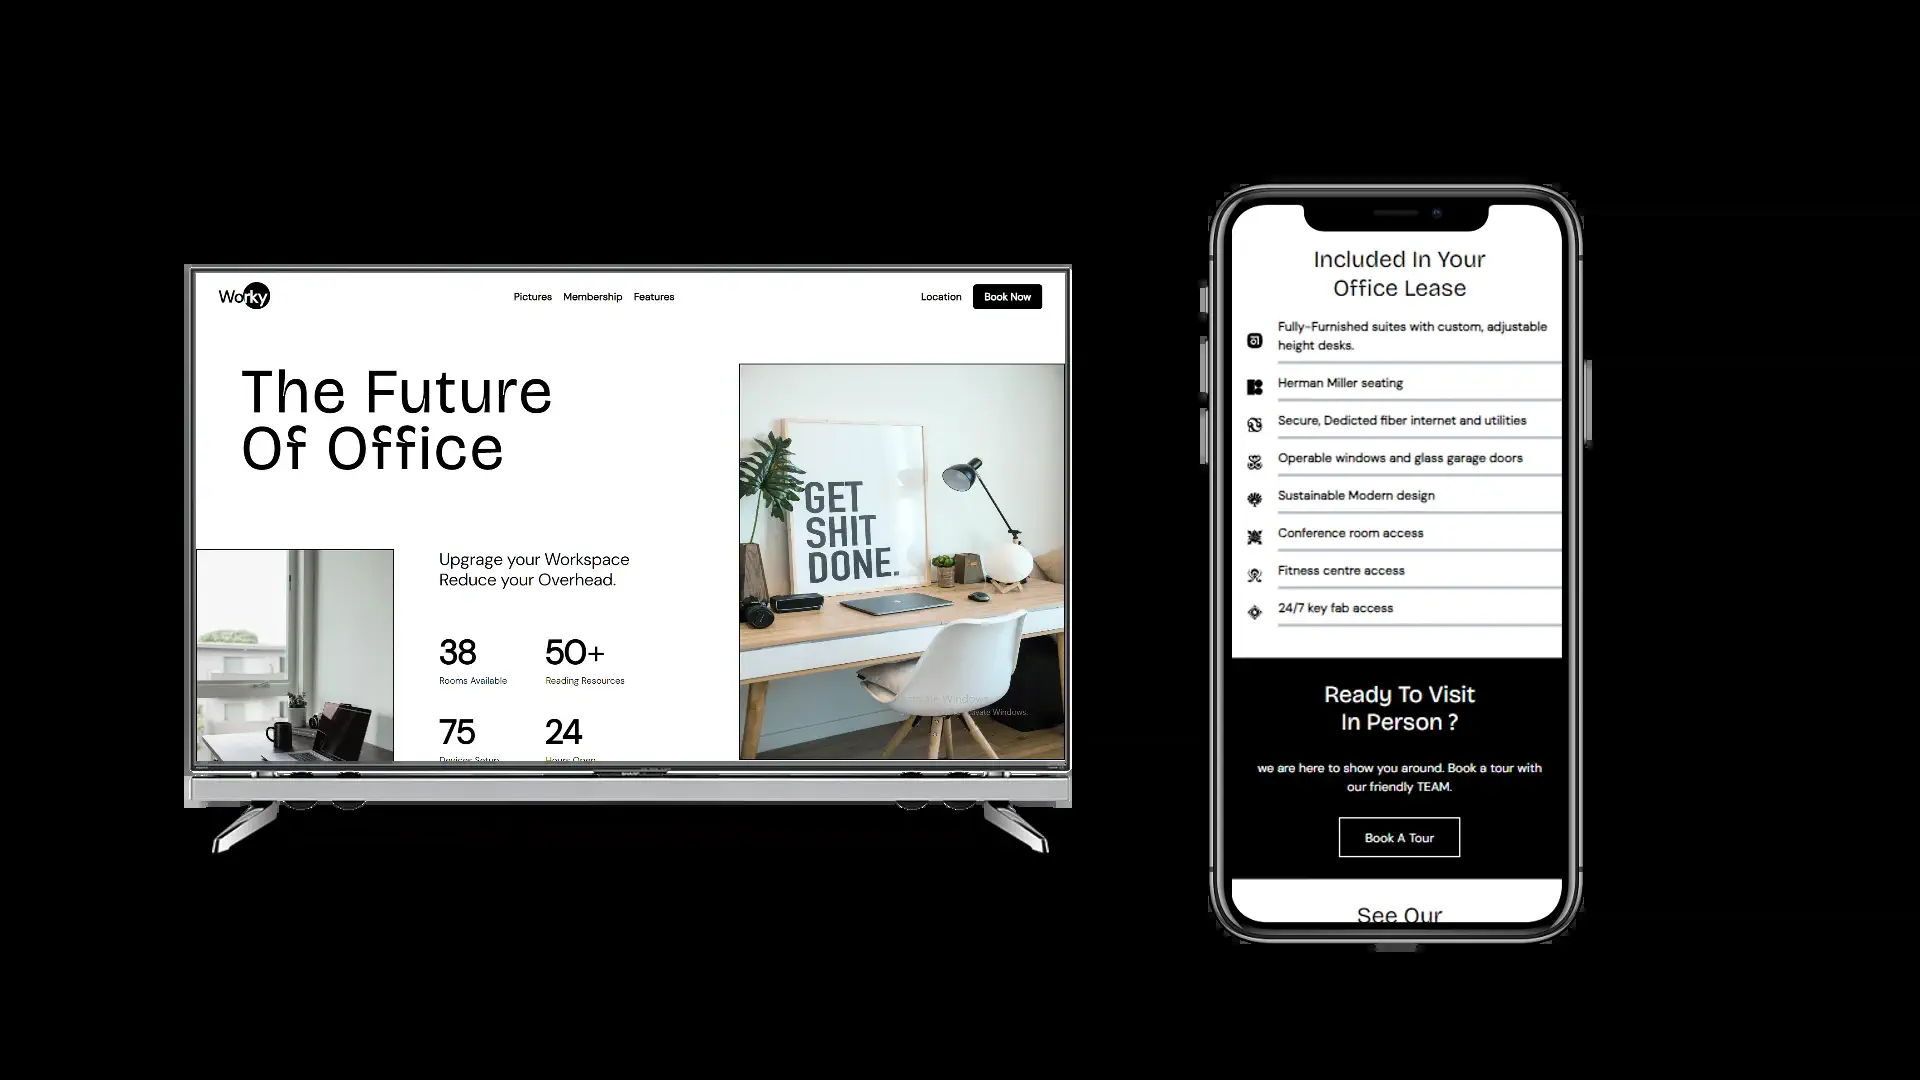 Worky
Pictures Membership Features
Location
Book Now
The Future
Of Office
GET
SHIT
DONE.
Upgrage your Workspace
Reduce your Overhead.
38
Rooms Available
50+
Reading Resources
75
Devices Setup
24
Hours Open
Included In Your
Office Lease
Fully-Furnished suites with custom, adjustable
height desks.
Herman Miller seating
Secure, Dedicted fiber internet and utilities
Operable windows and glass garage doors
Sustainable Modern design
Conference room access
Fitness centre access
24/7 key fab access
Ready To Visit
In Person ?
we are here to show you around. Book a tour with
our friendly TEAM.
Book A Tour
See Our